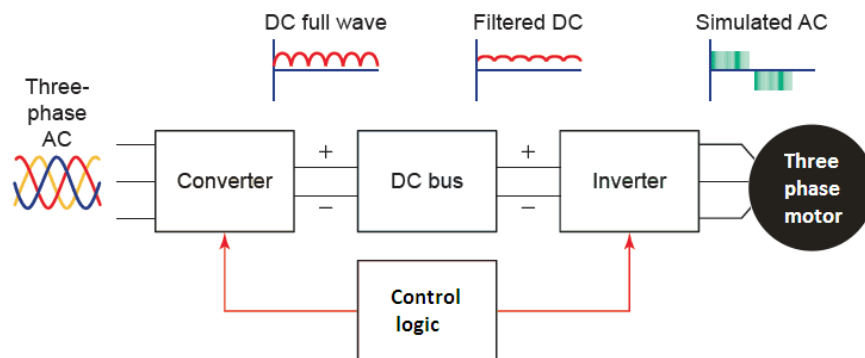 DC full wave
Filtered DC
Simulated AC
Three-
phase
AC
Converter
+
−
DC bus
+
−
Inverter
Three
phase
motor
Control
logic